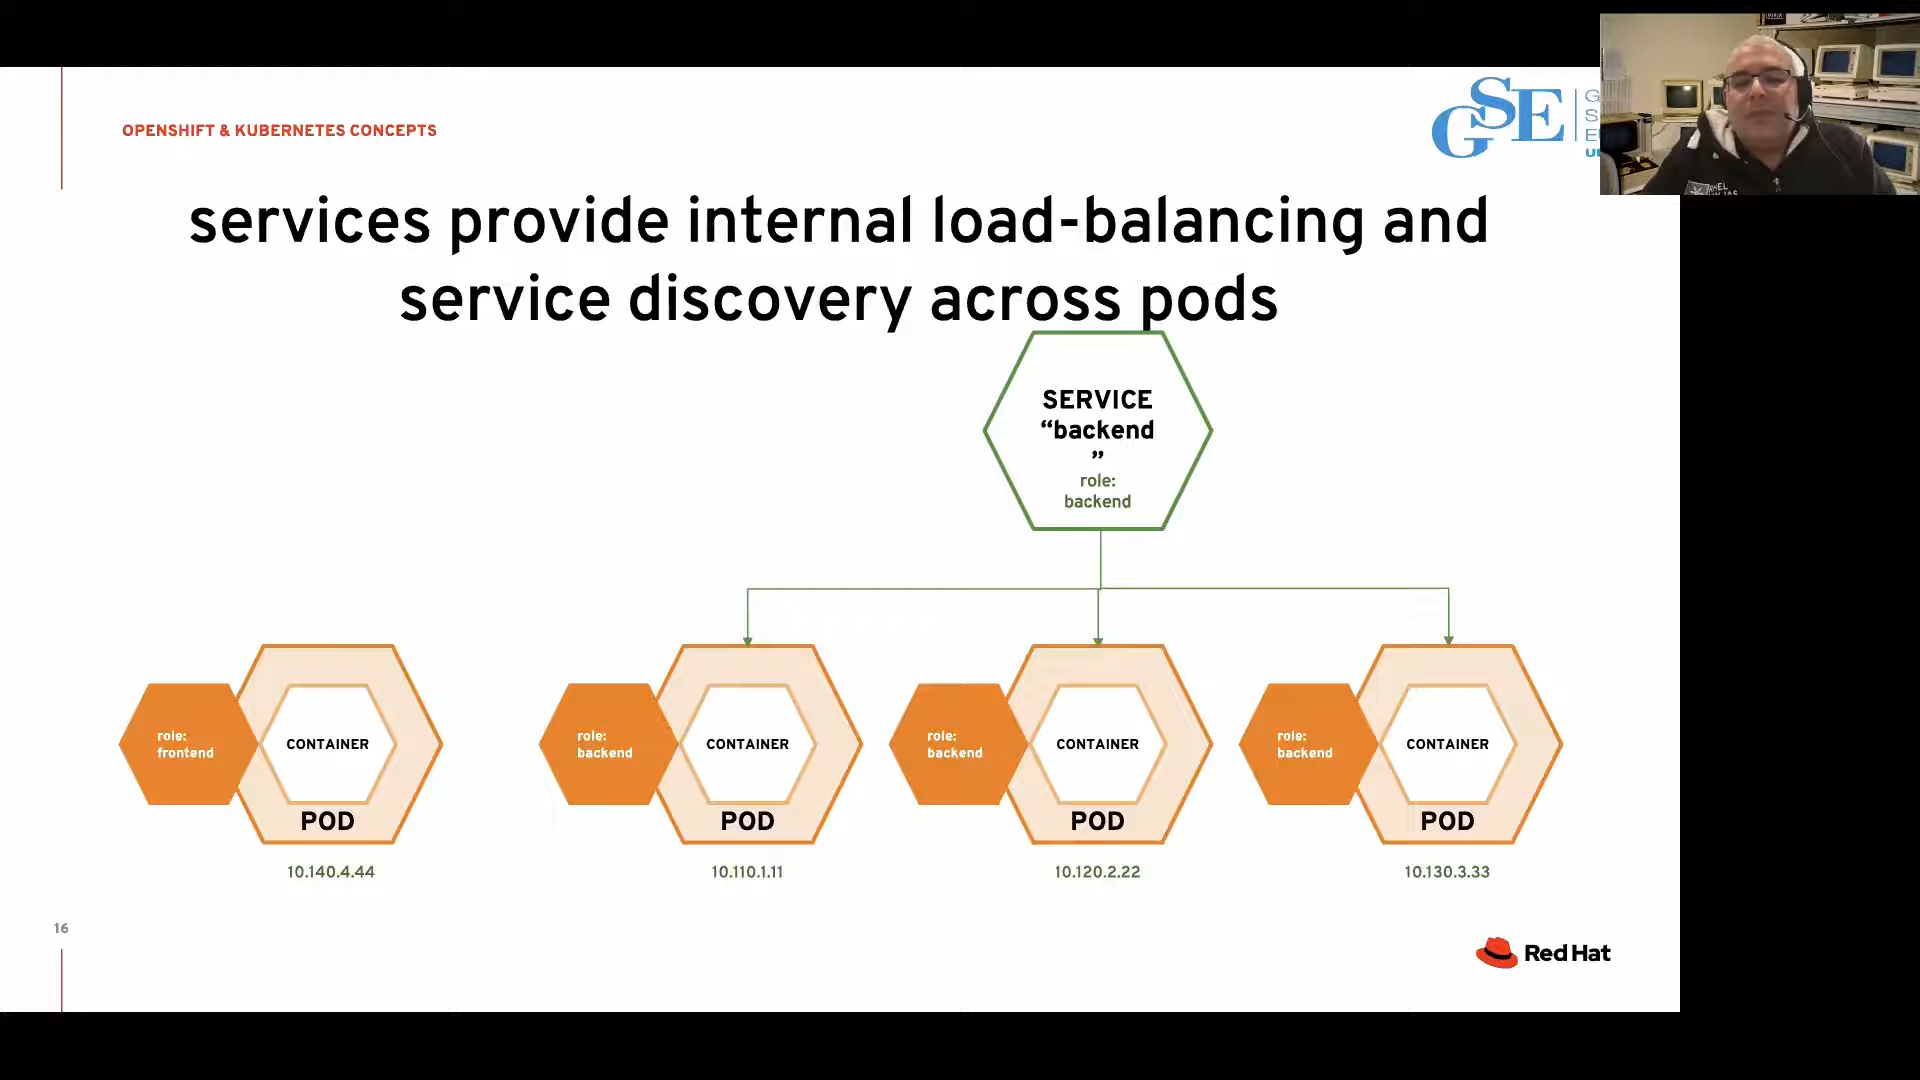 OPENSHIFT & KUBERNETES CONCEPTS
GSE
G
S
E
services provide internal load-balancing and
service discovery across pods
SERVICE
“backend
”
role:
backend
role:
frontend
CONTAINER
POD
10.140.4.44
role:
backend
CONTAINER
POD
10.110.1.11
role:
backend
CONTAINER
POD
10.120.2.22
role:
backend
CONTAINER
POD
10.130.3.33
16
Red Hat